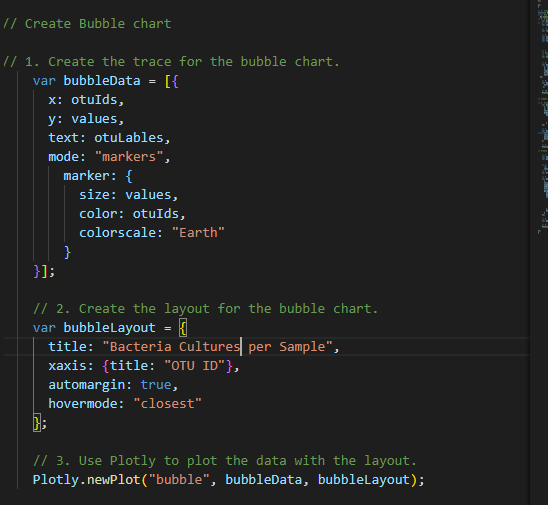 // Create Bubble chart
// 1. Create the trace for the bubble chart.
var bubbleData = [{
x: otuIds,
y: values,
text: otuLables,
mode: "markers",
marker: {
size: values,
color: otuIds,
colorscale: "Earth"
}
}];
// 2. Create the layout for the bubble chart.
var bubbleLayout = {
title: "Bacteria Cultures per Sample",
xaxis: {title: "OTU ID"},
automargin: true,
hovermode: "closest"
};
// 3. Use Plotly to plot the data with the layout.
Plotly.newPlot("bubble", bubbleData, bubbleLayout);